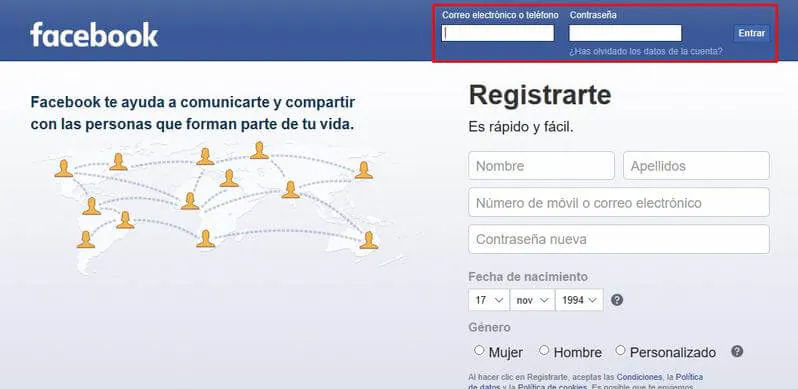 facebook
Correo electrónico o teléfono
Contraseña
Entrar
¿Has olvidado los datos de la cuenta?
Facebook te ayuda a comunicarte y compartir
con las personas que forman parte de tu vida.
Registrarte
Es rápido y fácil.
Nombre
Apellidos
Número de móvil o correo electrónico
Contraseña nueva
Fecha de nacimiento
17 nov 1994 ?
Género
Mujer Hombre Personalizado ?
Al hacer clic en Registrarte, aceptas las Condiciones, la Política
de datos y la Política de cookies. Es posible que te enviemos